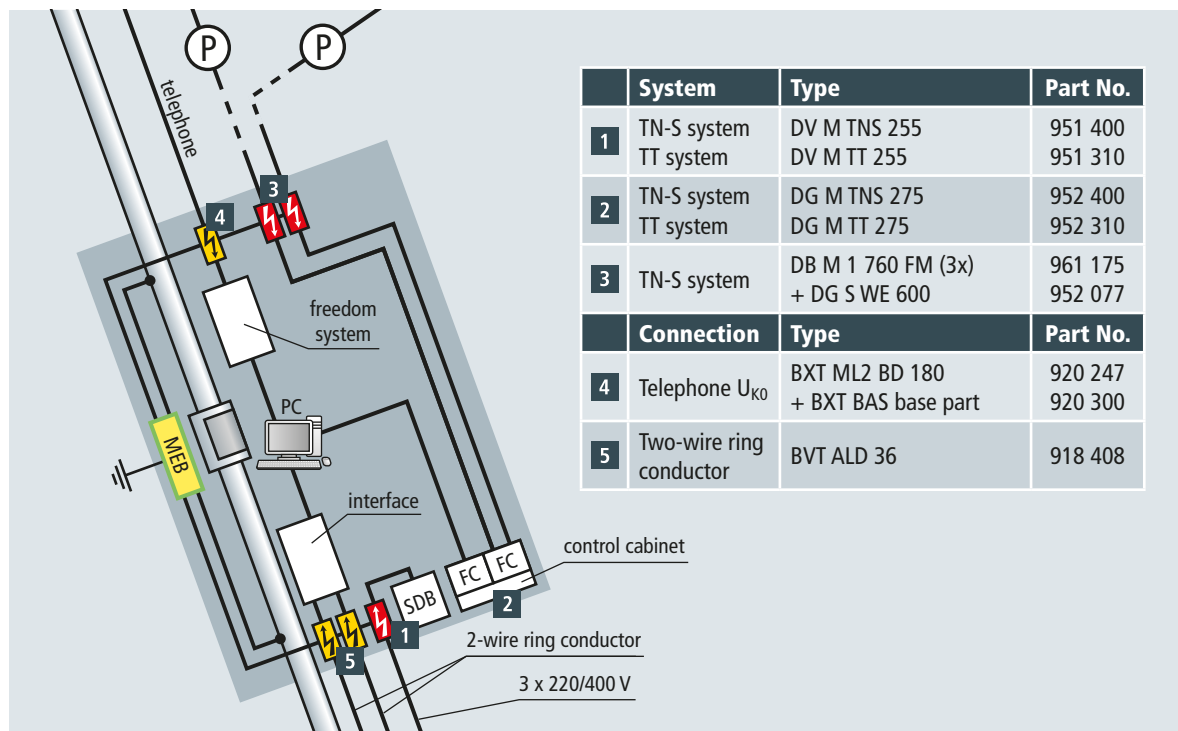 P
P
telephone
3
4
freedom
system
PC
MEB
interface
control cabinet
FC
FC
SDB
2
1
5
2-wire ring conductor
3 x 220/400 V
System Type Part No.
1 TN-S system DV M TNS 255 951 400
TT system DV M TT 255 951 310
2 TN-S system DG M TNS 275 952 400
TT system DG M TT 275 952 310
3 TN-S system DB M 1 760 FM (3x) 961 175
+ DG S WE 600 952 077
Connection Type Part No.
4 Telephone UK0 BXT ML2 BD 180 920 247
+ BXT BAS base part 920 300
5 Two-wire ring
conductor BVT ALD 36 918 408